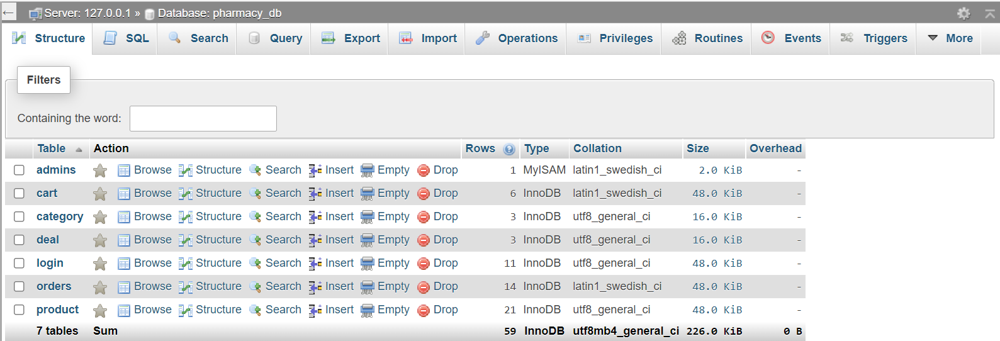 Server: 127.0.0.1 » Database: pharmacy_db
Structure SQL Search Query Export Import Operations Privileges Routines Events Triggers More
Filters
Containing the word:
Table Action Rows Type Collation Size Overhead
admins Browse Structure Search Insert Empty Drop 1 MyISAM latin1_swedish_ci 2.0 KiB -
cart Browse Structure Search Insert Empty Drop 6 InnoDB latin1_swedish_ci 48.0 KiB -
category Browse Structure Search Insert Empty Drop 3 InnoDB utf8_general_ci 16.0 KiB -
deal Browse Structure Search Insert Empty Drop 3 InnoDB utf8_general_ci 16.0 KiB -
login Browse Structure Search Insert Empty Drop 11 InnoDB utf8_general_ci 48.0 KiB -
orders Browse Structure Search Insert Empty Drop 14 InnoDB latin1_swedish_ci 48.0 KiB -
product Browse Structure Search Insert Empty Drop 21 InnoDB utf8_general_ci 48.0 KiB -
7 tables Sum 59 InnoDB utf8mb4_general_ci 226.0 KiB 0 B